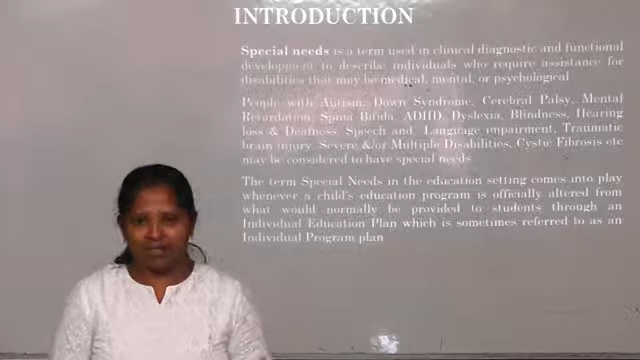 INTRODUCTION
Special needs is a term used in clinical diagnostic and functional
development to describe individuals who require assistance for
disabilities that may be medical, mental, or psychological
People with Autism, Down Syndrome, Cerebral Palsy, Mental
Retardation, Spina Bifida, ADHD, Dyslexia, Blindness, Hearing
loss & Deafness, Speech and Language impairment, Traumatic
brain injury, Severe &/or Multiple Disabilities, Cystic Fibrosis etc
may be considered to have special needs
The term Special Needs in the education setting comes into play
whenever a child's education program is officially altered from
what would normally be provided to students through an
Individual Education Plan which is sometimes referred to as an
Individual Program plan